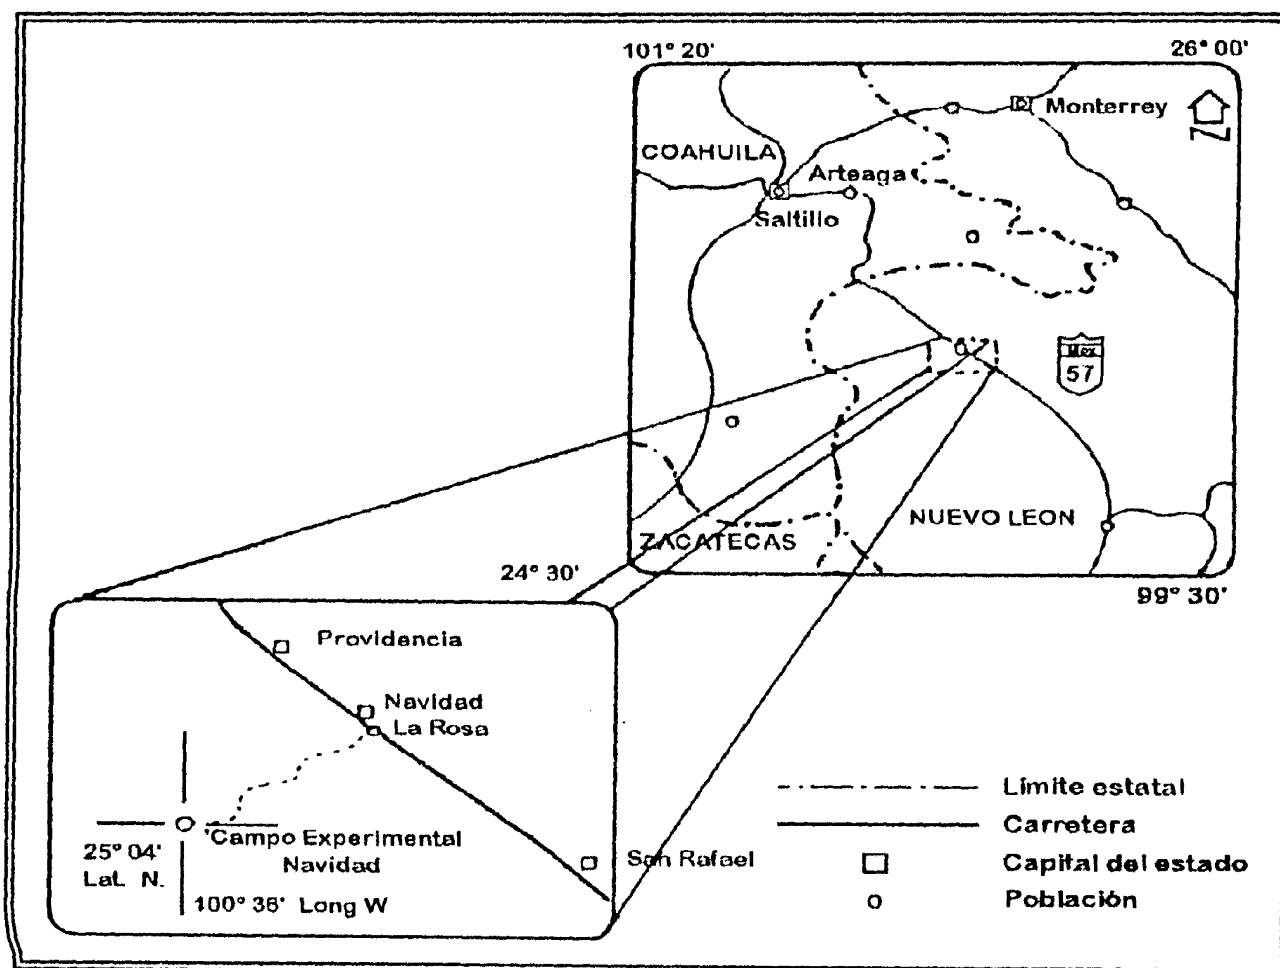 101° 20'
26° 00'
Monterrey
N
COAHUILA
Arteaga
Saltillo
Mex
57
NUEVO LEON
ZACATECAS
24° 30'
99° 30'
Providencia
Navidad
La Rosa
Campo Experimental
Navidad
25° 04'
Lat. N.
100° 36' Long W
San Rafael
Límite estatal
Carretera
Capital del estado
Población